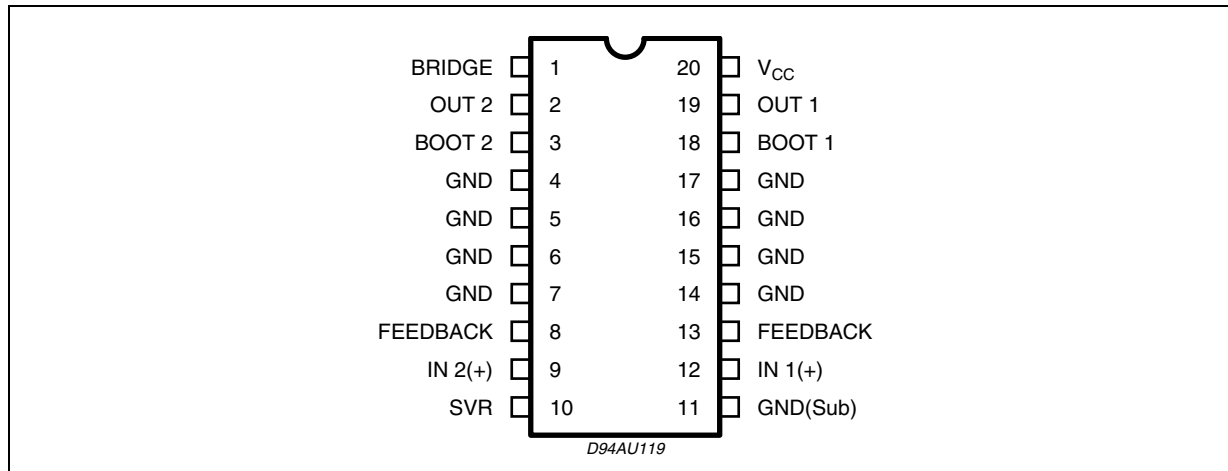 BRIDGE 1 20 VCC
OUT 2 2 19 OUT 1
BOOT 2 3 18 BOOT 1
GND 4 17 GND
GND 5 16 GND
GND 6 15 GND
GND 7 14 GND
FEEDBACK 8 13 FEEDBACK
IN 2(+) 9 12 IN 1(+)
SVR 10 11 GND(Sub)
D94AU119